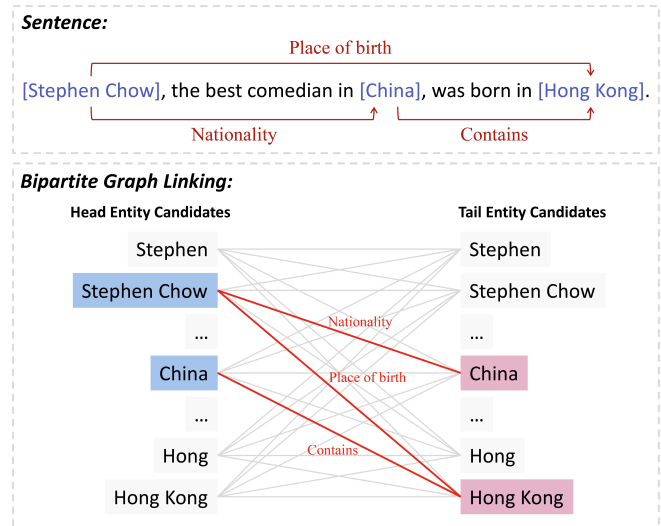 Sentence:
Place of birth
[Stephen Chow], the best comedian in [China], was born in [Hong Kong].
Nationality Contains
Bipartite Graph Linking:
Head Entity Candidates Tail Entity Candidates
Stephen Stephen
Stephen Chow Stephen Chow
Nationality
... ...
China China
Place of birth
... ...
Contains
Hong Hong
Hong Kong Hong Kong